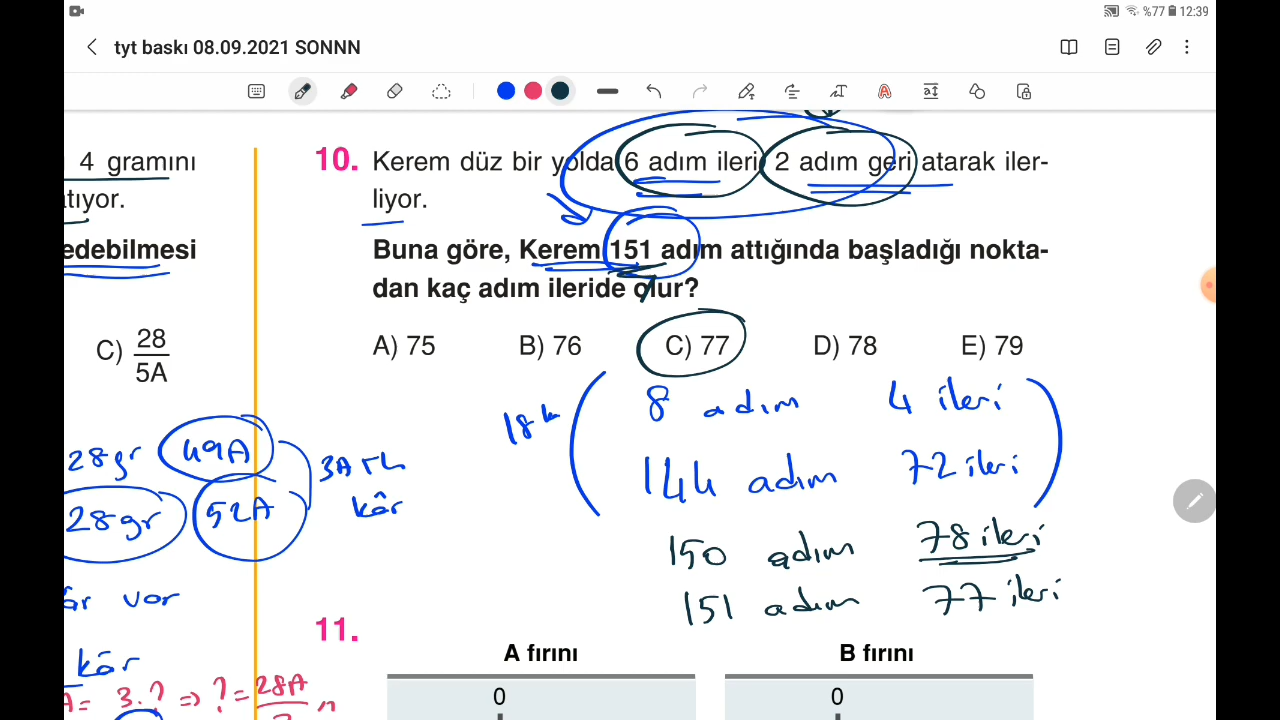 %77 12:39
tyt baskı 08.09.2021 SONNN
4 gramını
atıyor.
edebilmesi
C) 28
5A
28gr 49A
28gr 52A
3A TL
kâr
âr var
kâr
A = 3.? => ? = 28A
10. Kerem düz bir yolda 6 adım ileri 2 adım geri atarak iler-
liyor.
Buna göre, Kerem 151 adım attığında başladığı nokta-
dan kaç adım ileride olur?
A) 75 B) 76 C) 77 D) 78 E) 79
18k
8 adım 4 ileri
144 adım 72 ileri
150 adım 78 ileri
151 adım 77 ileri
11.
A fırını B fırını
0 0